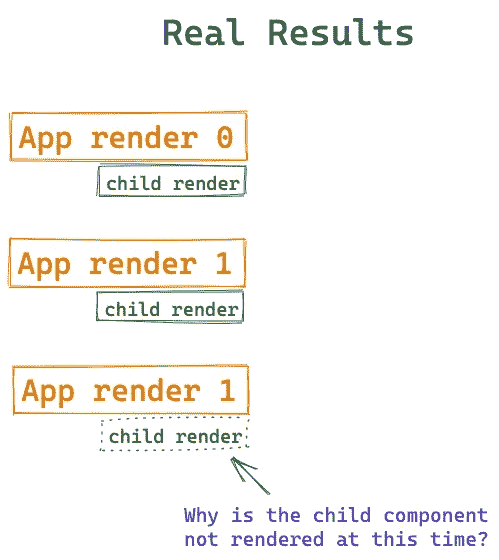 Real Results
App render 0
child render
App render 1
child render
App render 1
child render
Why is the child component
not rendered at this time?